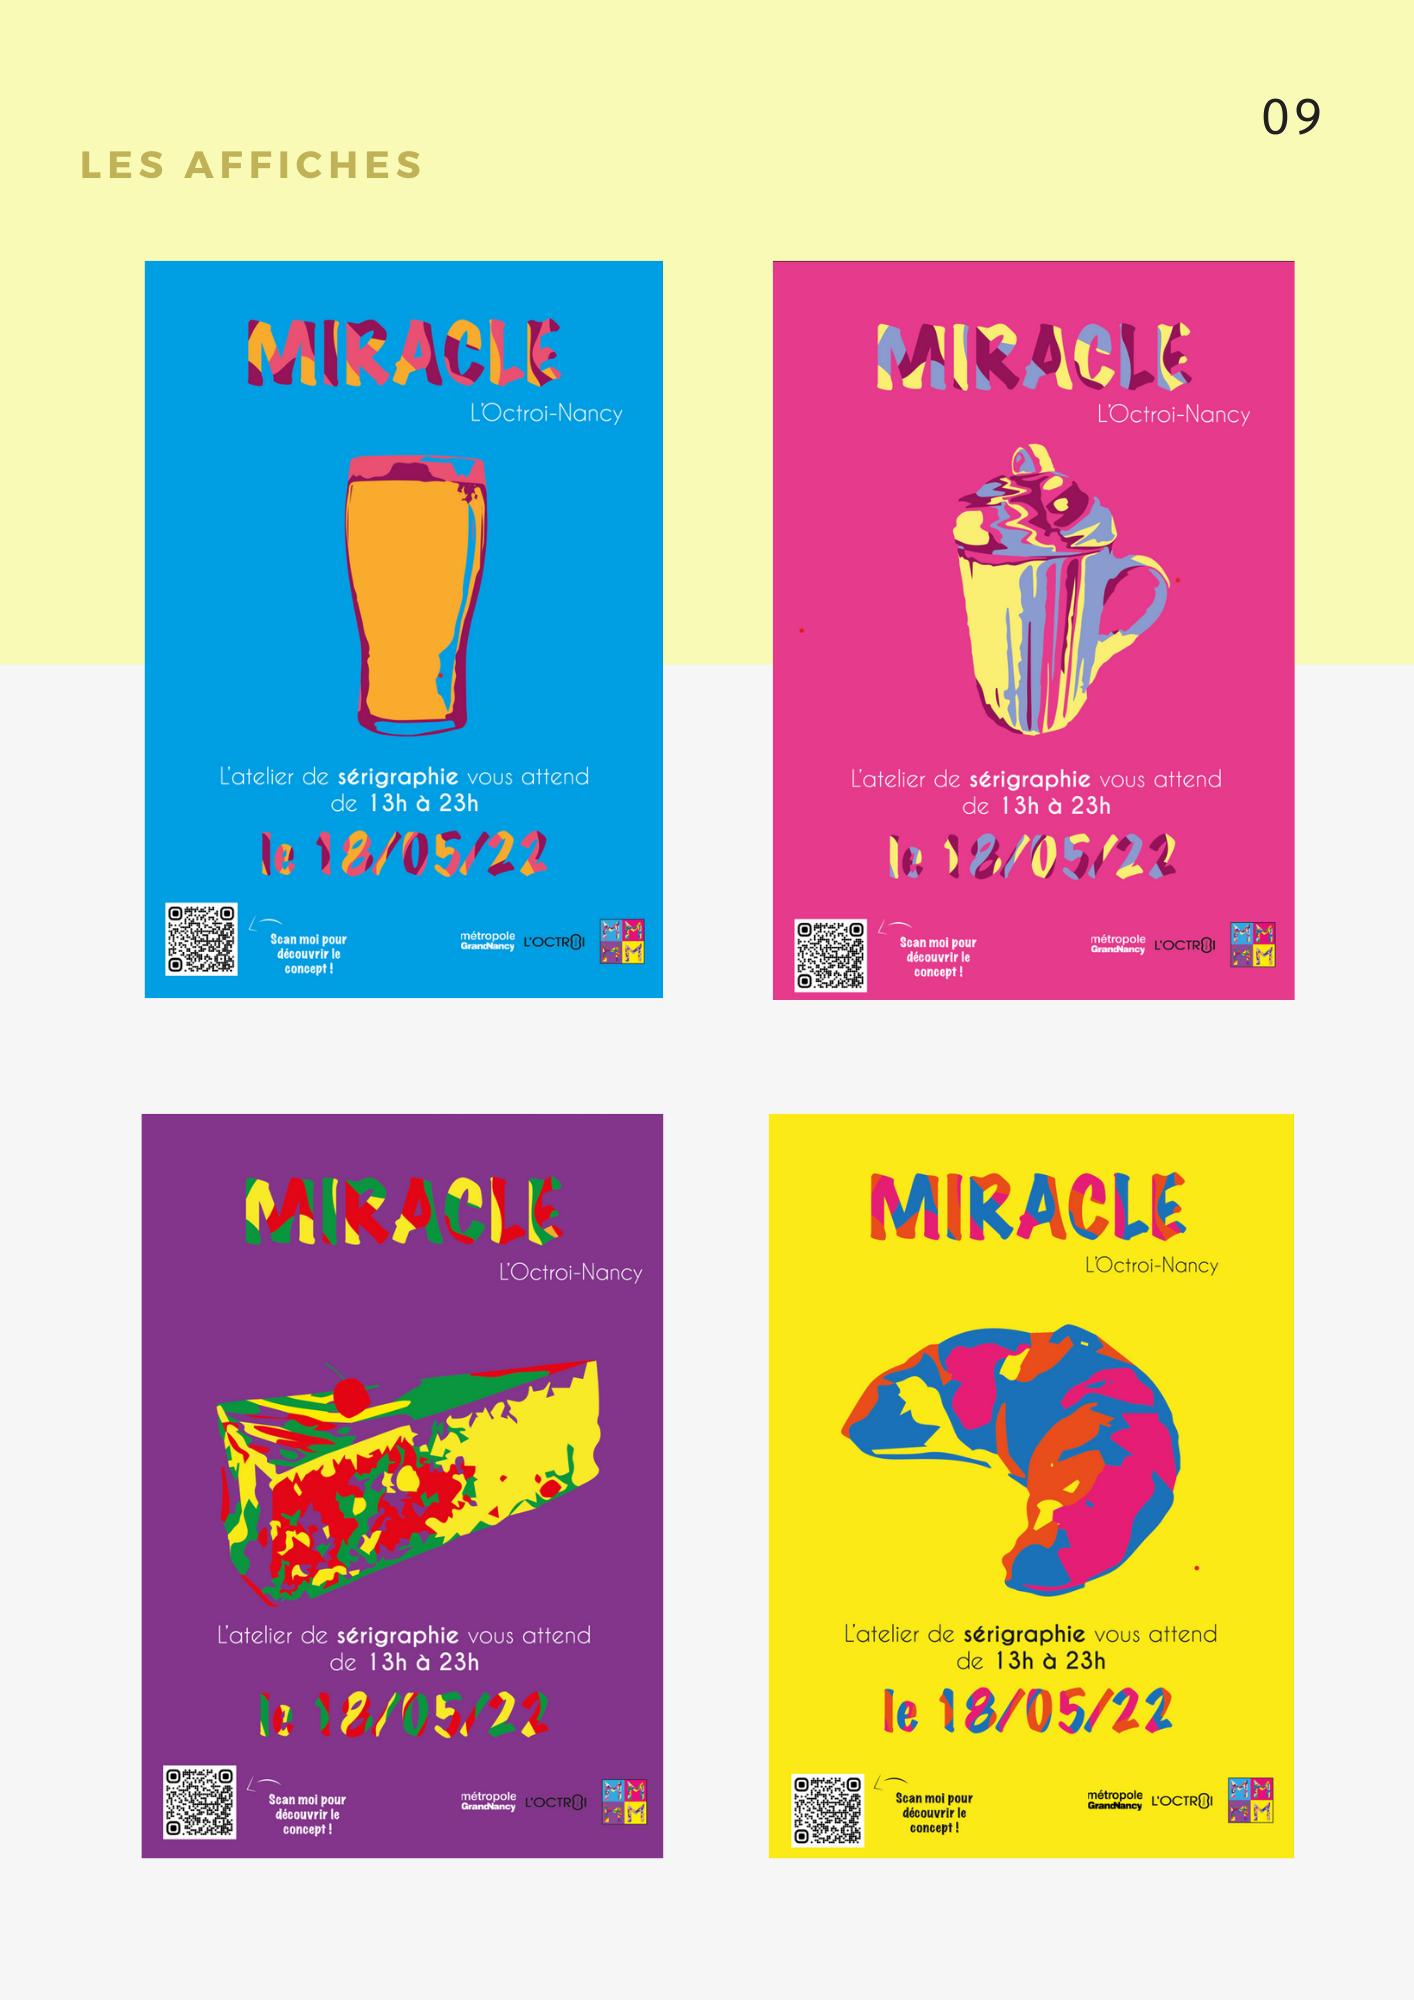 09
LES AFFICHES
MIRACLE
L'Octroi-Nancy
L'atelier de sérigraphie vous attend
de 13h à 23h
le 18/05/22
Scan moi pour
découvrir le
concept !
métropole
GrandNancy
L'OCTROI
MIRACLE
L'Octroi-Nancy
L'atelier de sérigraphie vous attend
de 13h à 23h
le 18/05/22
Scan moi pour
découvrir le
concept !
métropole
GrandNancy
L'OCTROI
MIRACLE
L'Octroi-Nancy
L'atelier de sérigraphie vous attend
de 13h à 23h
le 18/05/22
Scan moi pour
découvrir le
concept !
métropole
GrandNancy
L'OCTROI
MIRACLE
L'Octroi-Nancy
L'atelier de sérigraphie vous attend
de 13h à 23h
le 18/05/22
Scan moi pour
découvrir le
concept !
métropole
GrandNancy
L'OCTROI